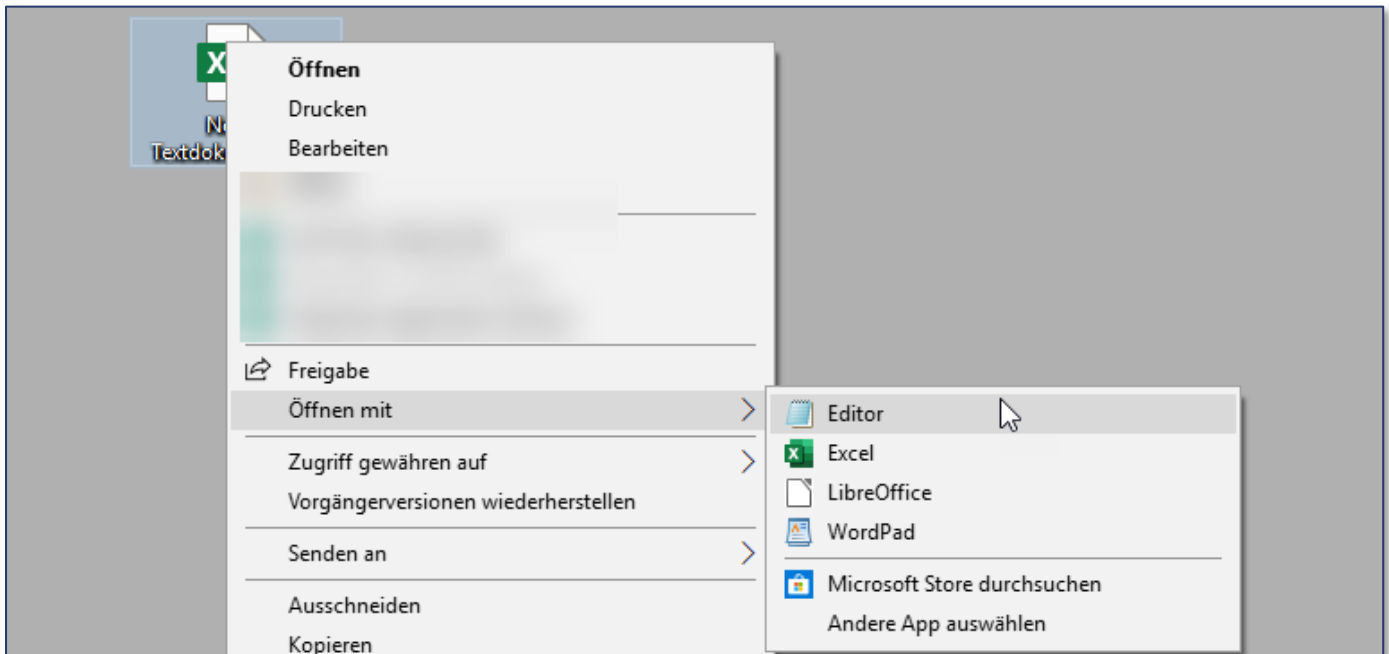 Textdok
Öffnen
Drucken
Bearbeiten
Freigabe
Öffnen mit
Zugriff gewähren auf
Vorgängerversionen wiederherstellen
Senden an
Ausschneiden
Kopieren
Editor
Excel
LibreOffice
WordPad
Microsoft Store durchsuchen
Andere App auswählen